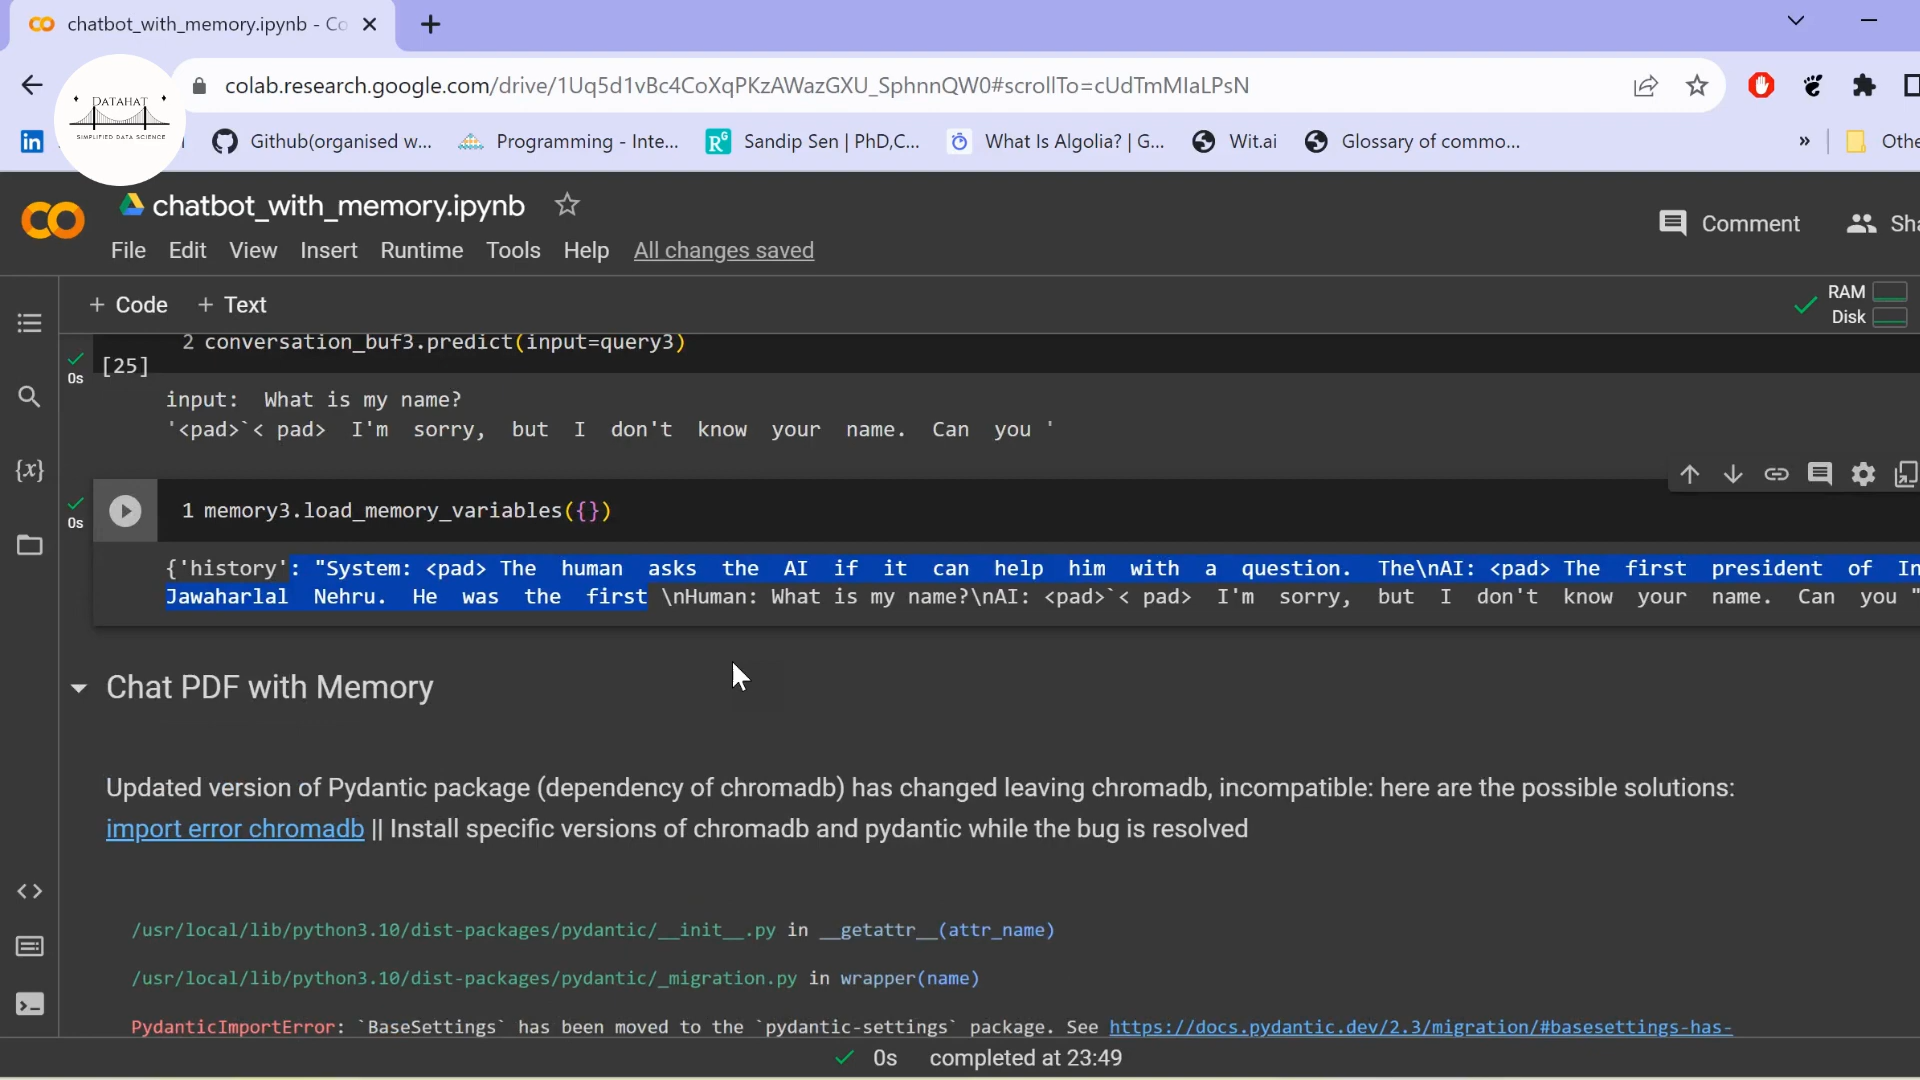 chatbot_with_memory.ipynb - Co
colab.research.google.com/drive/1Uq5d1vBc4CoXqPKzAWazGXU_SphnnQW0#scrollTo=cUdTmMIaLPsN
DATAHAT
SIMPLIFIED DATA SCIENCE
Github(organised w...
Programming - Inte...
Sandip Sen | PhD,C...
What Is Algolia? | G...
Wit.ai
Glossary of commo...
»
Othe
chatbot_with_memory.ipynb
Comment
Sha
File Edit View Insert Runtime Tools Help All changes saved
+ Code + Text
RAM
Disk
2 conversation_buf3.predict(input=query3)
[25]
0s
input:  What is my name?
'<pad>`< pad>  I'm  sorry,  but  I  don't  know  your  name.  Can  you '
0s
1 memory3.load_memory_variables({})
{'history': "System: <pad> The  human  asks  the  AI  if  it  can  help  him  with  a  question.  The\nAI: <pad> The  first  president  of  In
Jawaharlal  Nehru.  He  was  the  first \nHuman: What is my name?\nAI: <pad>`< pad>  I'm  sorry,  but  I  don't  know  your  name.  Can  you "
Chat PDF with Memory
Updated version of Pydantic package (dependency of chromadb) has changed leaving chromadb, incompatible: here are the possible solutions:
import error chromadb || Install specific versions of chromadb and pydantic while the bug is resolved
/usr/local/lib/python3.10/dist-packages/pydantic/__init__.py in __getattr__(attr_name)
/usr/local/lib/python3.10/dist-packages/pydantic/_migration.py in wrapper(name)
PydanticImportError: `BaseSettings` has been moved to the `pydantic-settings` package. See https://docs.pydantic.dev/2.3/migration/#basesettings-has-
0s completed at 23:49